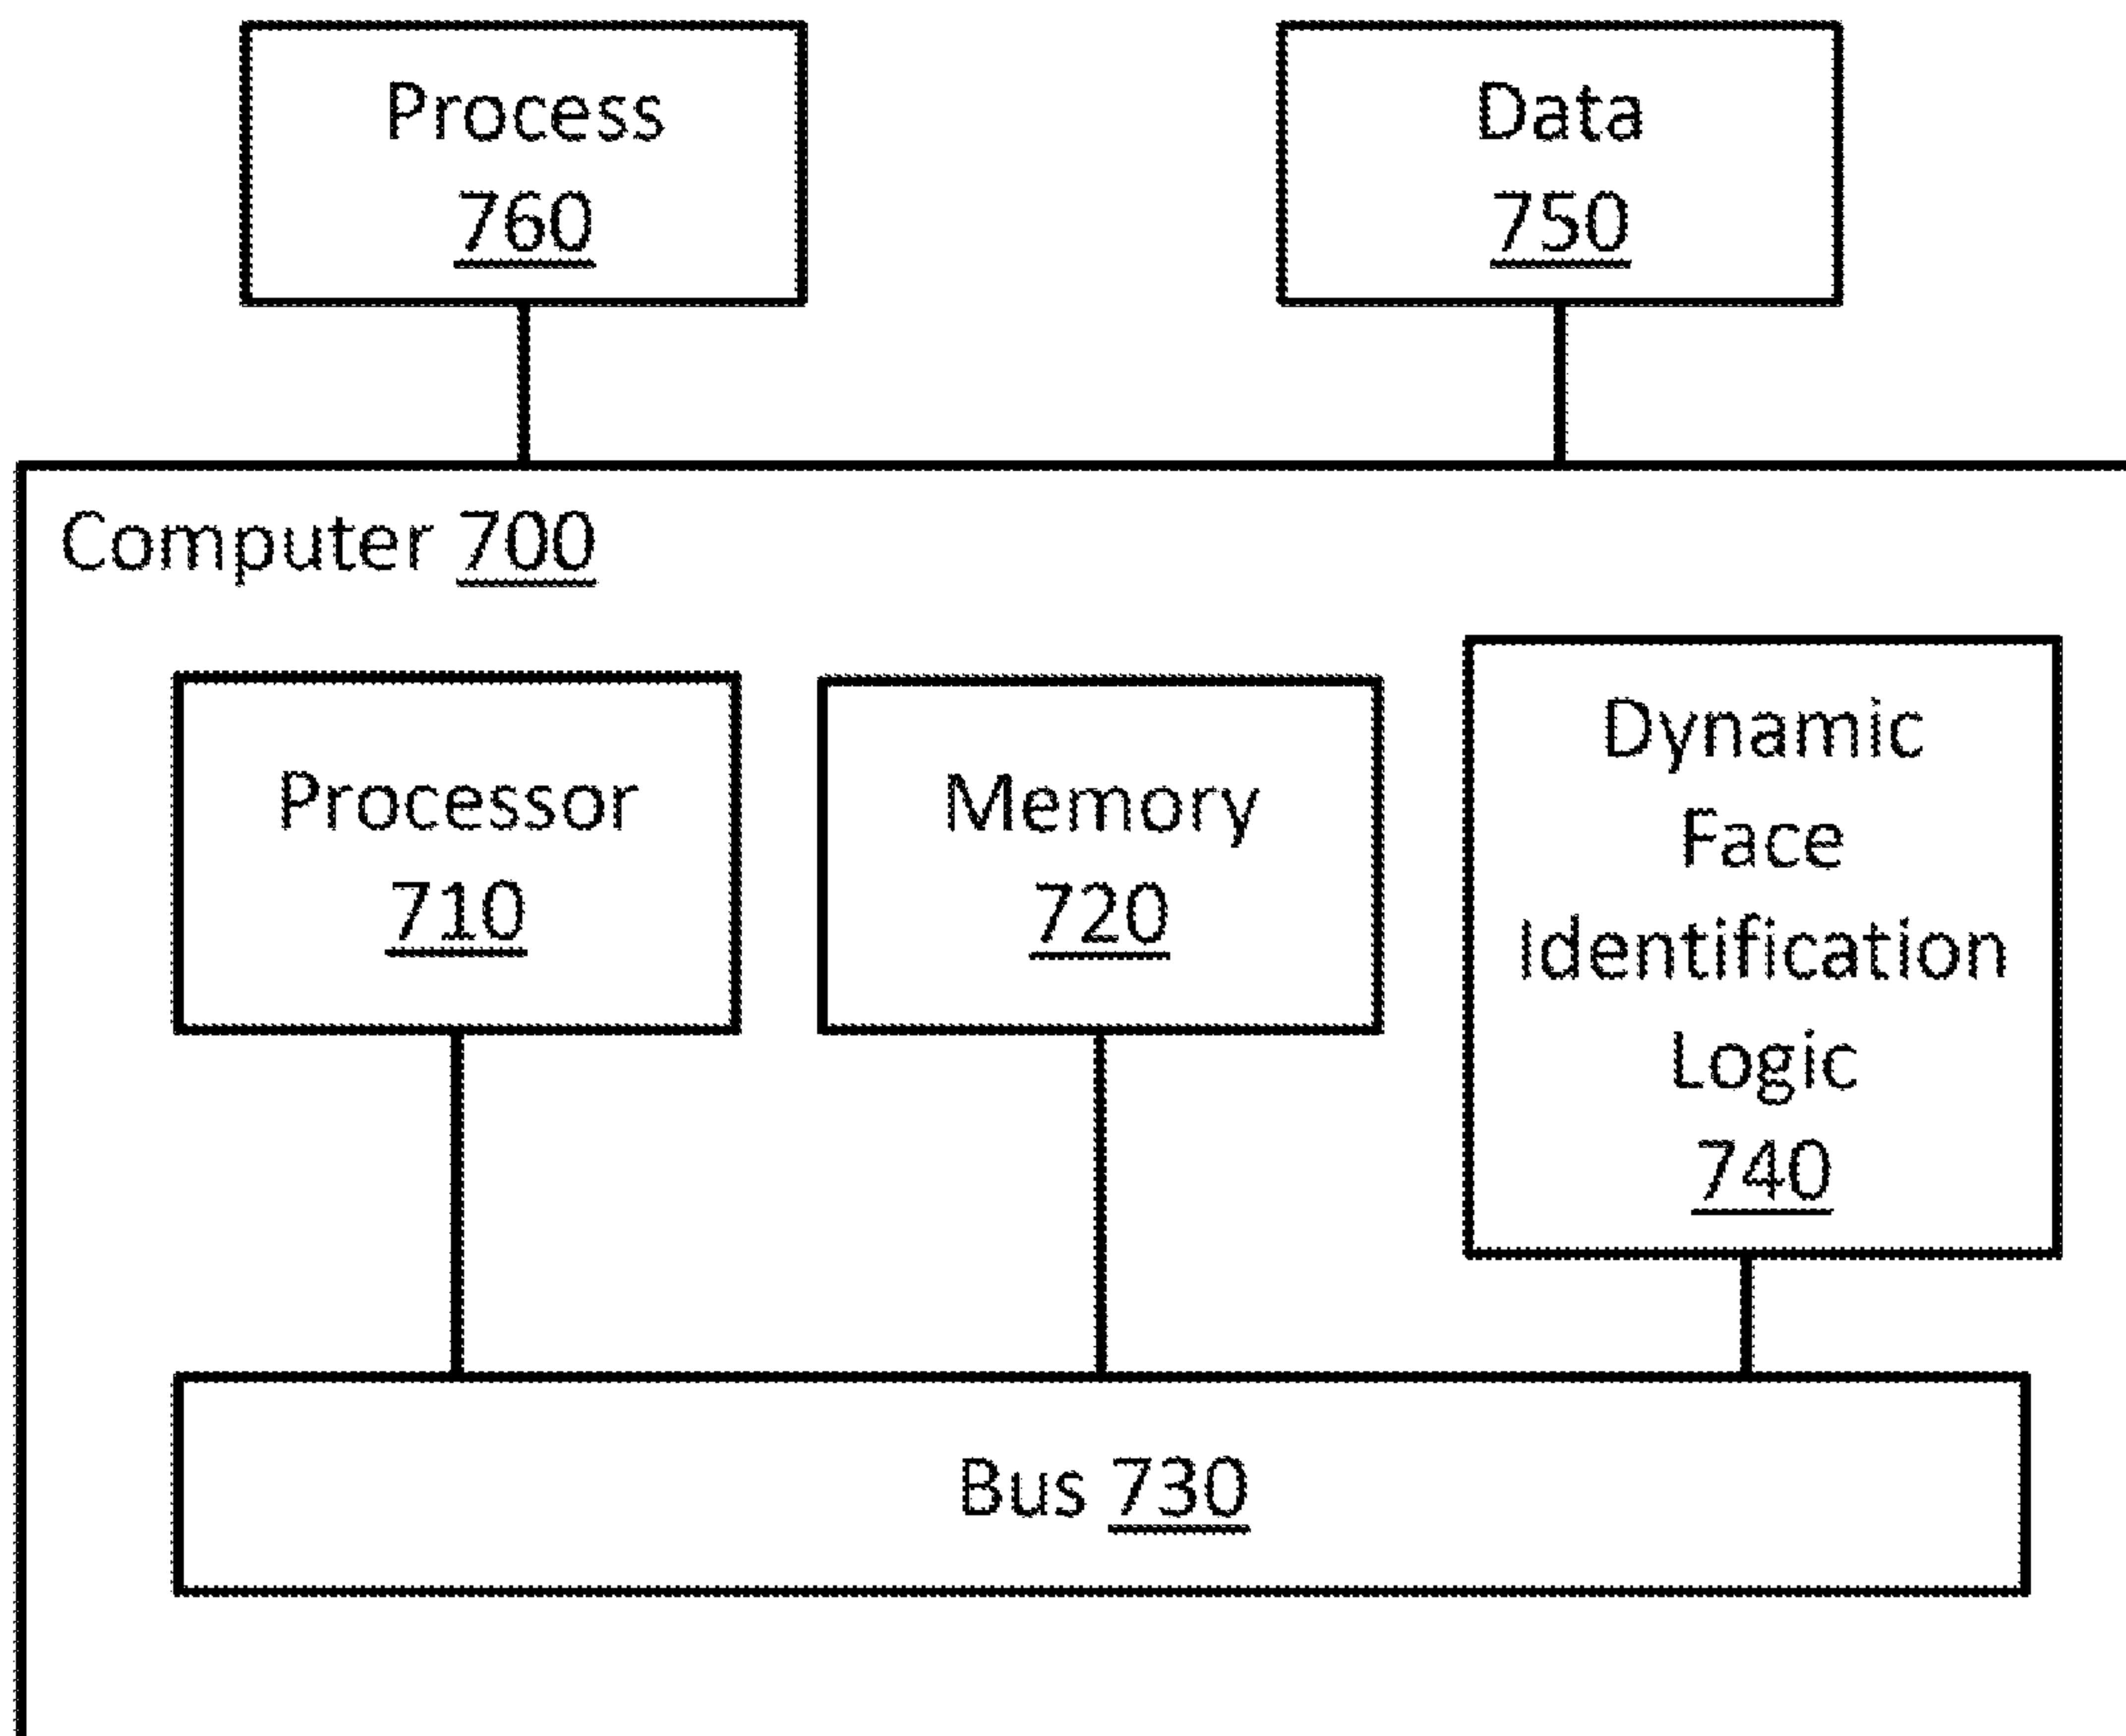 Process
760
Data
750
Computer 700
Processor
710
Memory
720
Dynamic
Face
Identification
Logic
740
Bus 730